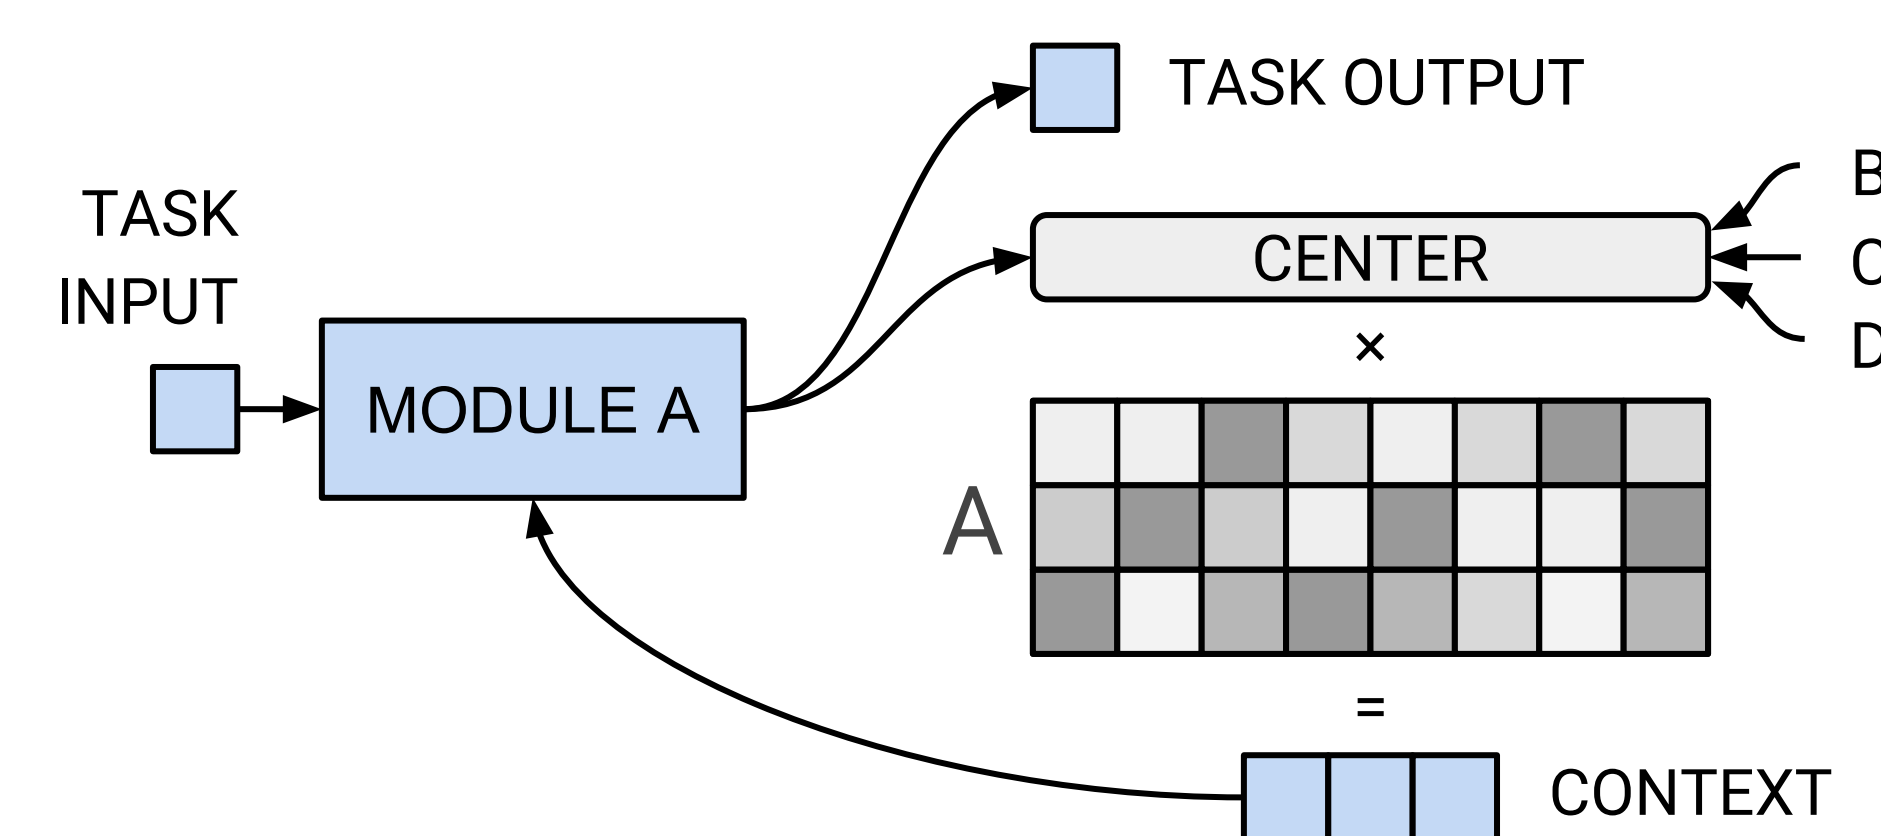 TASK OUTPUT
TASK
INPUT
B
CENTER
C
D
×
MODULE A
A
=
CONTEXT